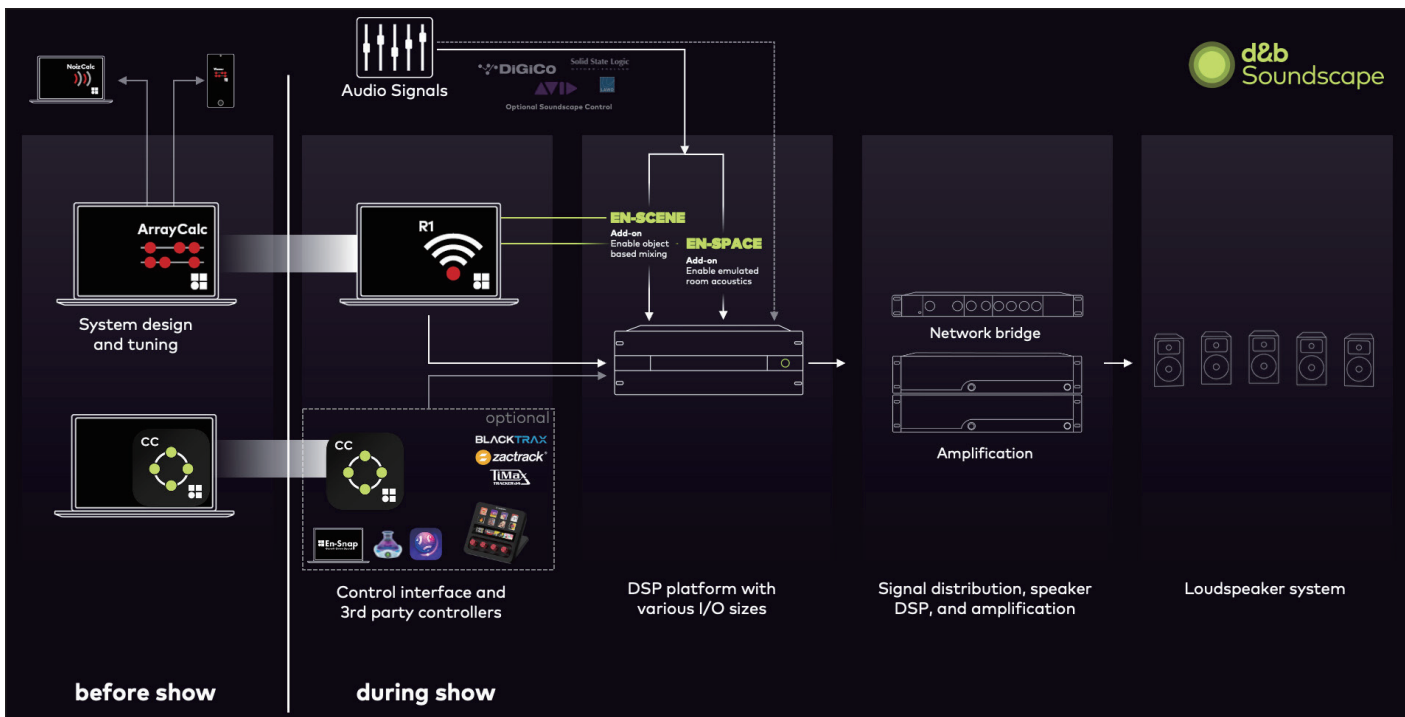 NoizCalc
d&b
Soundscape
Audio Signals
DiGiCo
Solid State Logic
AVID
Optional Soundscape Control
ArrayCalc
System design
and tuning
R1
EN-SCENE
Add-on
Enable object
based mixing
EN-SPACE
Add-on
Enable emulated
room acoustics
Network bridge
Amplification
CC
optional
CC
BLACKTRAX
zactrack
TiMax
TRACKER D4
En-Snap
Control interface and
3rd party controllers
DSP platform with
various I/O sizes
Signal distribution, speaker
DSP, and amplification
Loudspeaker system
before show
during show